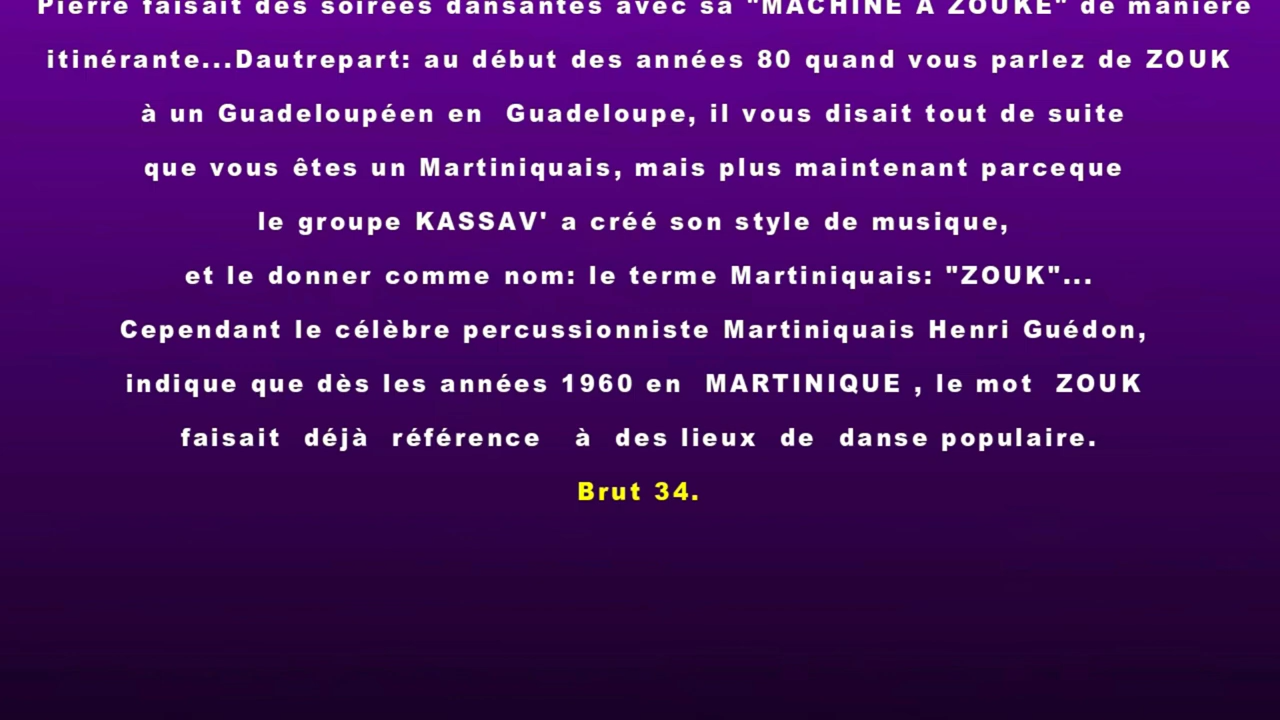 Pierre faisait des soirées dansantes avec sa "MACHINE A ZOUKE" de manière
itinérante...Dautrepart: au début des années 80 quand vous parlez de ZOUK
à un Guadeloupéen en Guadeloupe, il vous disait tout de suite
que vous êtes un Martiniquais, mais plus maintenant parceque
le groupe KASSAV' a créé son style de musique,
et le donner comme nom: le terme Martiniquais: "ZOUK"...
Cependant le célèbre percussionniste Martiniquais Henri Guédon,
indique que dès les années 1960 en MARTINIQUE , le mot ZOUK
faisait déjà référence à des lieux de danse populaire.
Brut 34.